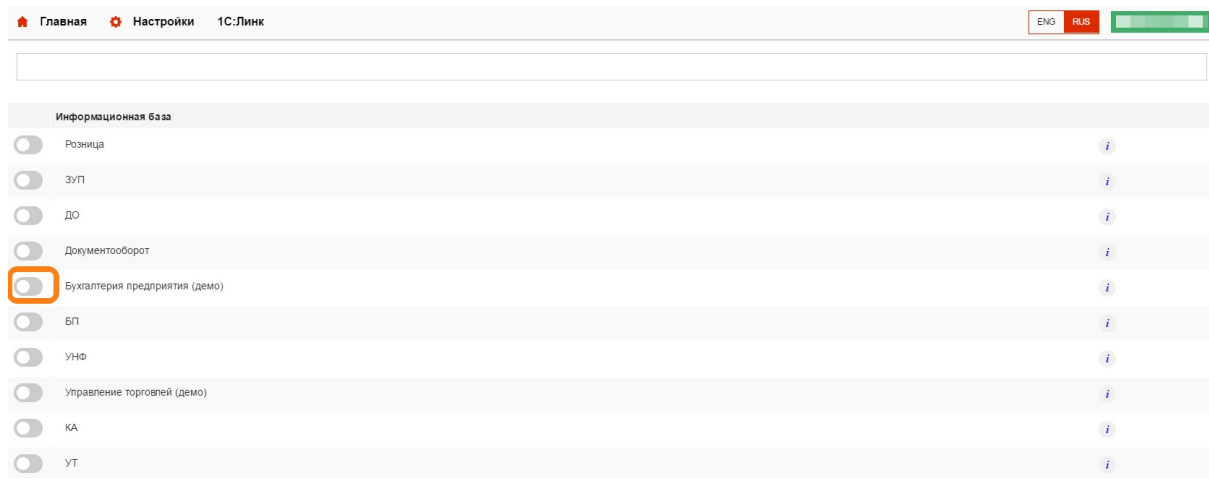 Главная Настройки 1С:Линк ENG RUS
Информационная база
Розница i
ЗУП i
ДО i
Документооборот i
Бухгалтерия предприятия (демо) i
БП i
УНФ i
Управление торговлей (демо) i
КА i
УТ i